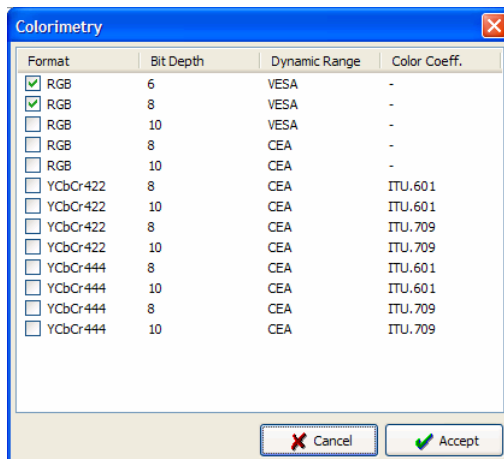 Colorimetry
Format Bit Depth Dynamic Range Color Coeff.
RGB 6 VESA -
RGB 8 VESA -
RGB 10 VESA -
RGB 8 CEA -
RGB 10 CEA -
YCbCr422 8 CEA ITU.601
YCbCr422 10 CEA ITU.601
YCbCr422 8 CEA ITU.709
YCbCr422 10 CEA ITU.709
YCbCr444 8 CEA ITU.601
YCbCr444 10 CEA ITU.601
YCbCr444 8 CEA ITU.709
YCbCr444 10 CEA ITU.709
Cancel Accept